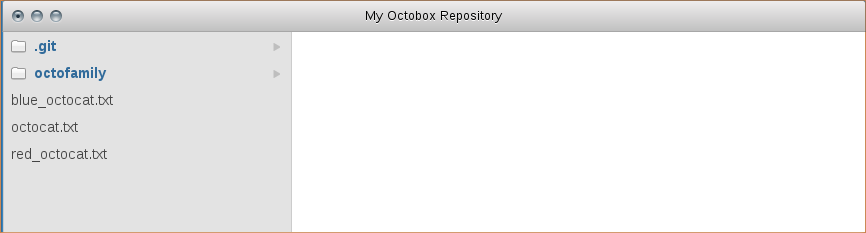 My Octobox Repository
.git
octofamily
blue_octocat.txt
octocat.txt
red_octocat.txt